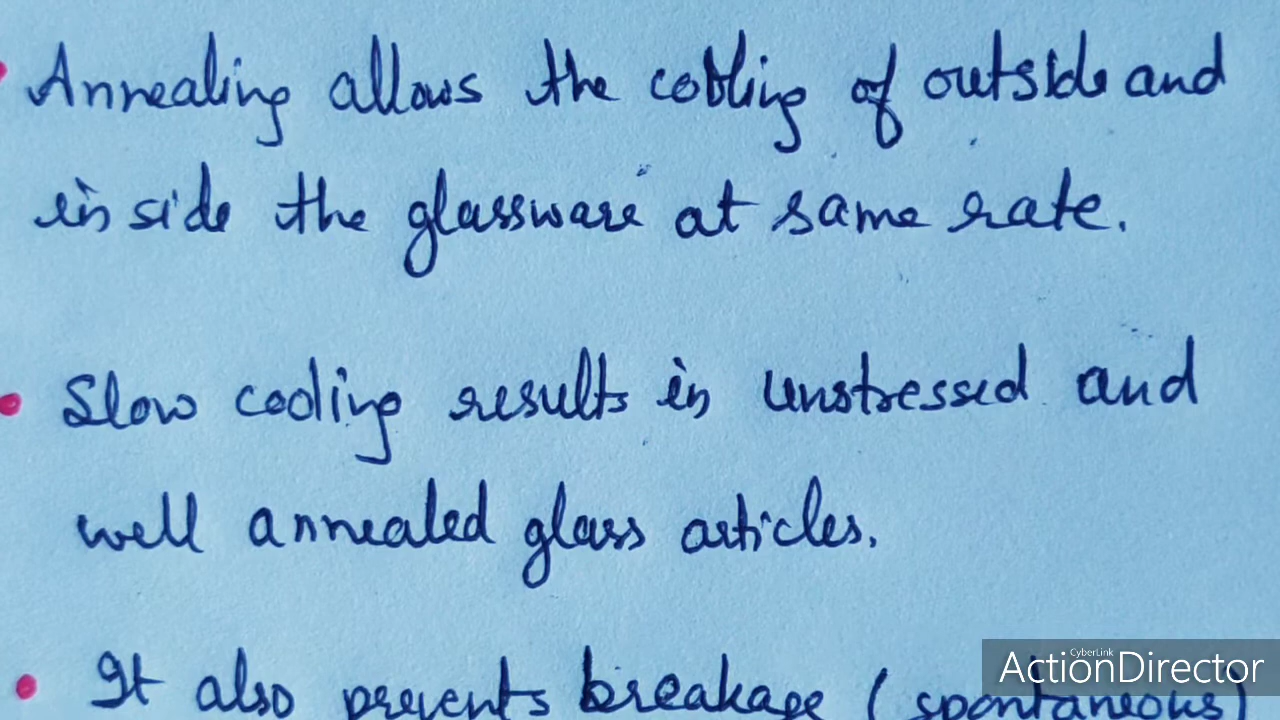 Annealing allows the cooling of outside and
inside the glassware at same rate.
Slow cooling results in unstressed and
well annealed glass articles.
It also prevents breakage (spontaneous)
CyberLink
ActionDirector